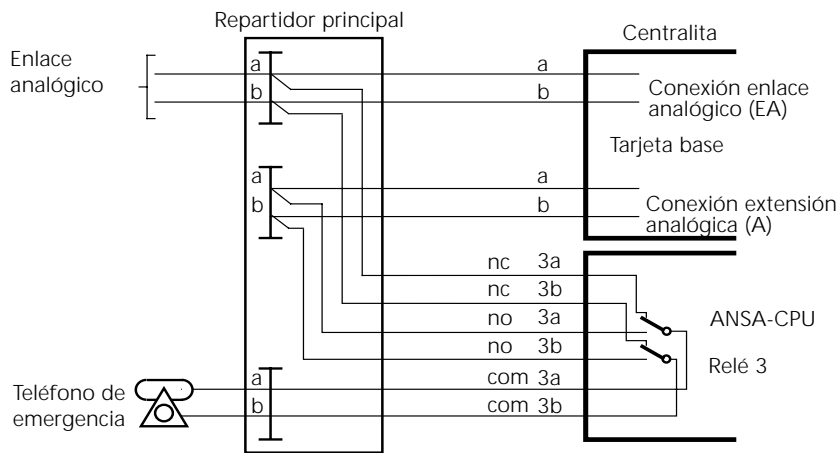 Repartidor principal
Centralita
Enlace
analógico
a
a
b
b
Conexión enlace
analógico (EA)
Tarjeta base
a
a
b
b
Conexión extensión
analógica (A)
nc 3a
nc 3b
no 3a
no 3b
ANSA-CPU
Relé 3
Teléfono de
emergencia
a
com 3a
b
com 3b